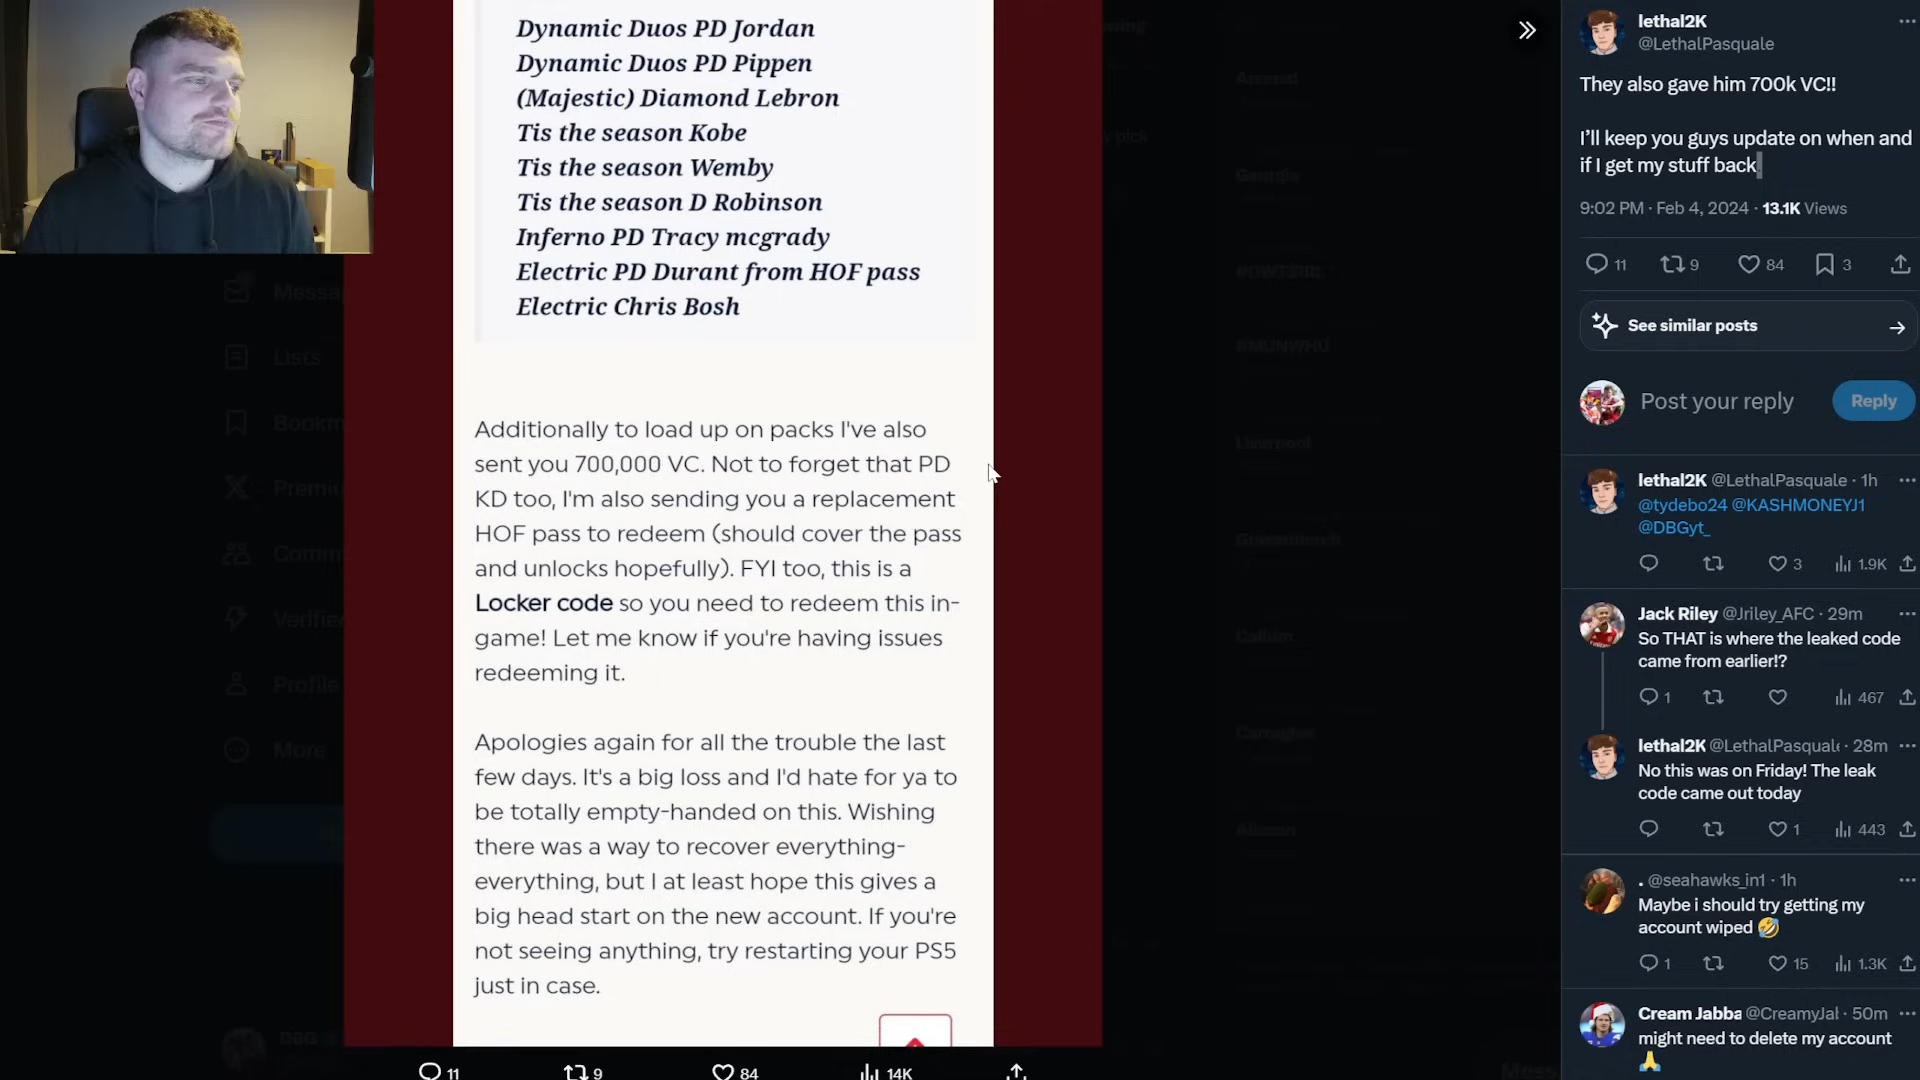 Dynamic Duos PD Jordan
Dynamic Duos PD Pippen
(Majestic) Diamond Lebron
Tis the season Kobe
Tis the season Wemby
Tis the season D Robinson
Inferno PD Tracy mcgrady
Electric PD Durant from HOF pass
Electric Chris Bosh
Additionally to load up on packs I've also
sent you 700,000 VC. Not to forget that PD
KD too, I'm also sending you a replacement
HOF pass to redeem (should cover the pass
and unlocks hopefully). FYI too, this is a
Locker code so you need to redeem this in-
game! Let me know if you're having issues
redeeming it.
Apologies again for all the trouble the last
few days. It's a big loss and I'd hate for ya to
be totally empty-handed on this. Wishing
there was a way to recover everything-
everything, but I at least hope this gives a
big head start on the new account. If you're
not seeing anything, try restarting your PS5
just in case.
11 9 84 14K
Lists
Profile
More
Arsenal
Georgia
Liverpool
Callum
lethal2K
@LethalPasquale
They also gave him 700k VC!!
I'll keep you guys update on when and
if I get my stuff back
9:02 PM · Feb 4, 2024 · 13.1K Views
11 9 84 3
See similar posts
Post your reply
Reply
lethal2K @LethalPasquale · 1h
@tydebo24 @KASHMONEYJ1
@DBGyt_
3 1.9K
Jack Riley @Jriley_AFC · 29m
So THAT is where the leaked code
came from earlier!?
1 467
lethal2K @LethalPasquale · 28m
No this was on Friday! The leak
code came out today
1 443
. @seahawks_in1 · 1h
Maybe i should try getting my
account wiped 🤣
1 15 1.3K
Cream Jabba @CreamyJal · 50m
might need to delete my account
🙏